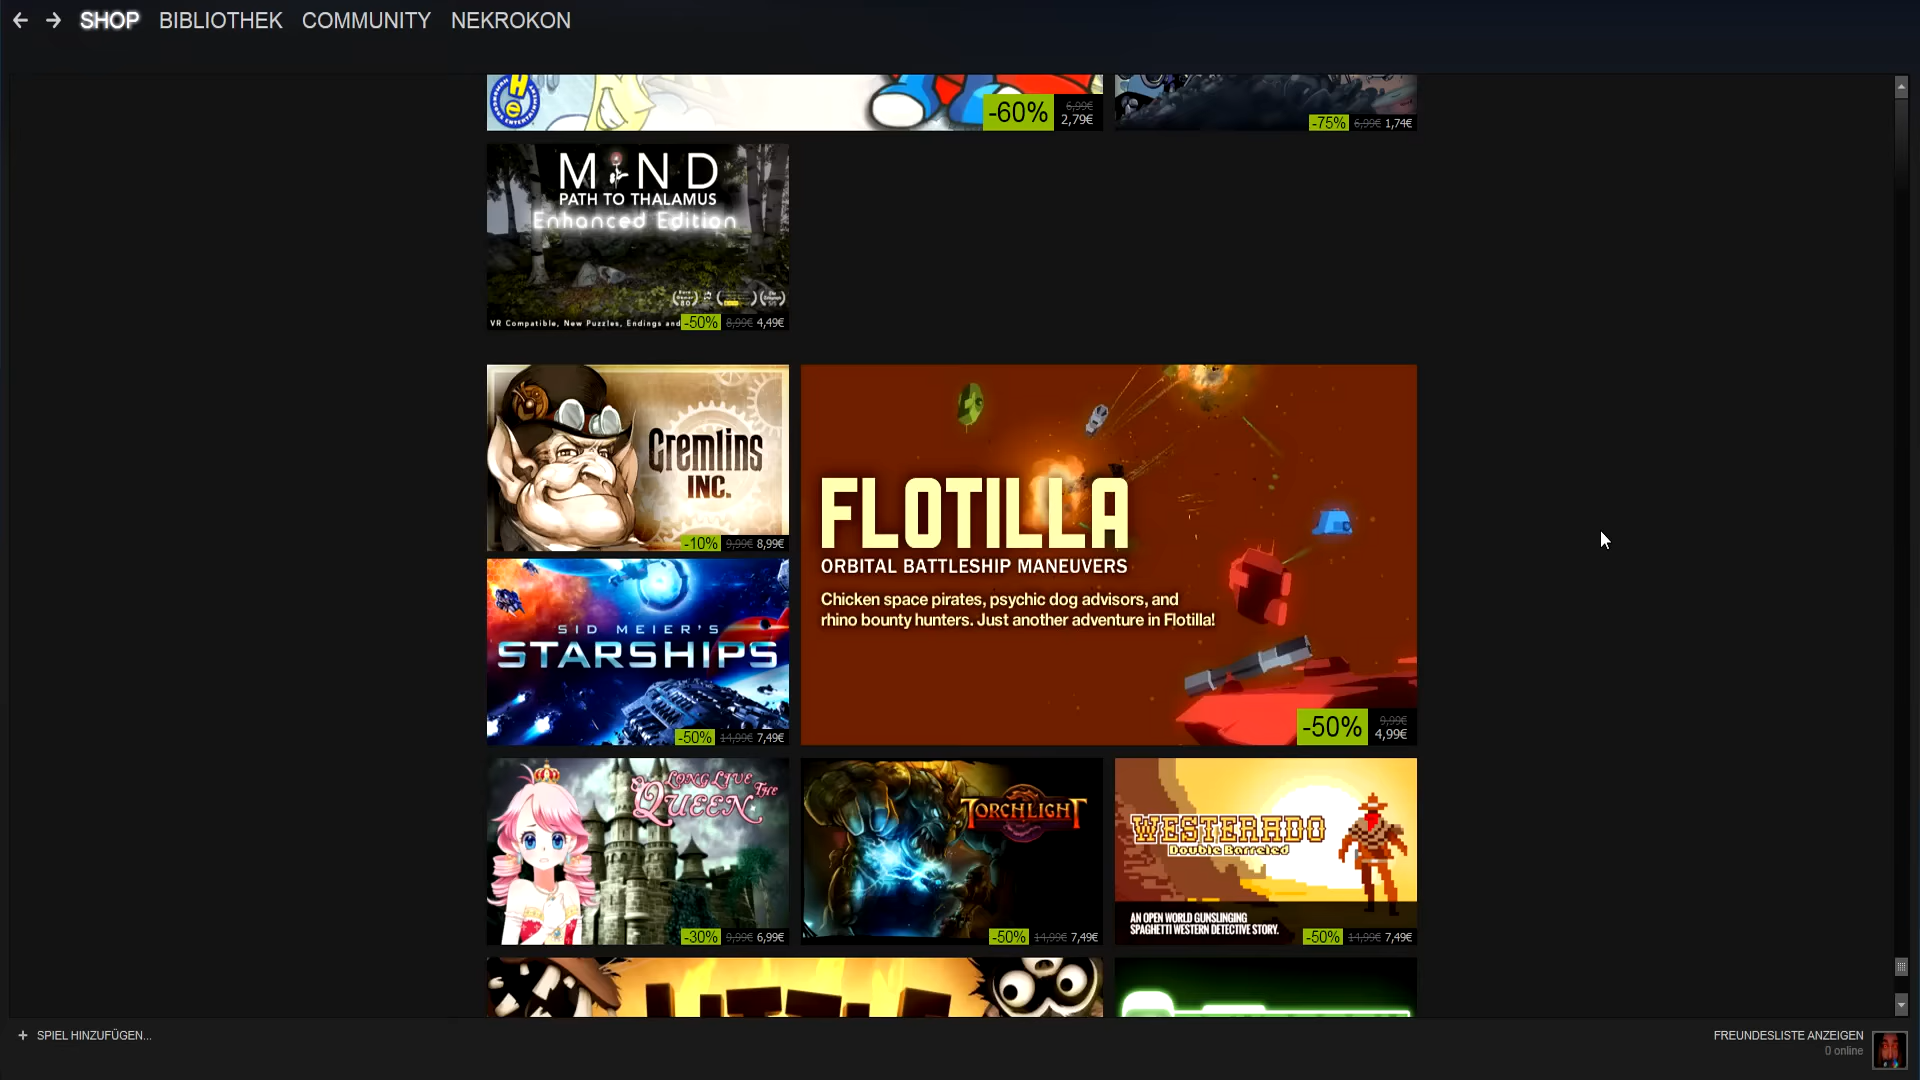 SHOP BIBLIOTHEK COMMUNITY NEKROKON
HUMONGOUS ENTERTAINMENT
He
-60% 6,99€ 2,79€
-75% 6,99€ 1,74€
MIND
PATH TO THALAMUS
Enhanced Edition
VR Compatible, New Puzzles, Endings and
-50% 8,99€ 4,49€
Gremlins
INC.
-10% 9,99€ 8,99€
FLOTILLA
ORBITAL BATTLESHIP MANEUVERS
Chicken space pirates, psychic dog advisors, and
rhino bounty hunters. Just another adventure in Flotilla!
-50% 9,99€ 4,99€
SID MEIER'S
STARSHIPS
-50% 14,99€ 7,49€
LONG LIVE THE
QUEEN
-30% 9,99€ 6,99€
TORCHLIGHT
-50% 14,99€ 7,49€
WESTERADO
Double Barreled
AN OPEN WORLD GUNSLINGING
SPAGHETTI WESTERN DETECTIVE STORY.
-50% 14,99€ 7,49€
+ SPIEL HINZUFÜGEN...
FREUNDESLISTE ANZEIGEN
0 online